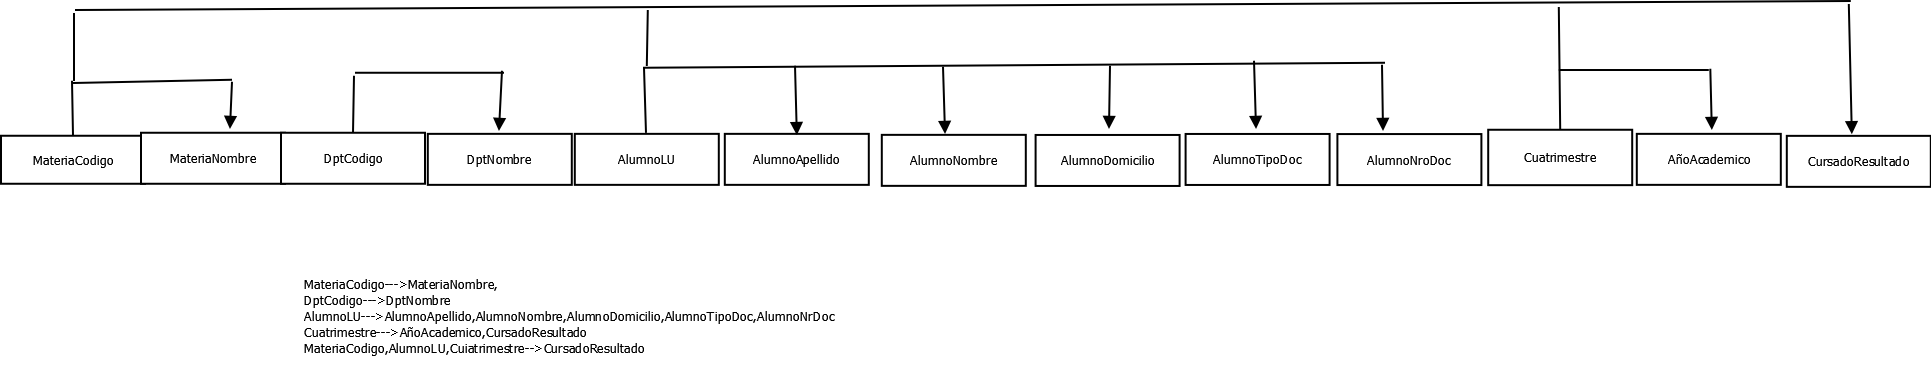 MateriaCodigo
MateriaNombre
DptCodigo
DptNombre
AlumnoLU
AlumnoApellido
AlumnoNombre
AlumnoDomicilio
AlumnoTipoDoc
AlumnoNroDoc
Cuatrimestre
AñoAcademico
CursadoResultado
MateriaCodigo--->MateriaNombre,
DptCodigo--->DptNombre
AlumnoLU--->AlumnoApellido,AlumnoNombre,AlumnoDomicilio,AlumnoTipoDoc,AlumnoNrDoc
Cuatrimestre--->AñoAcademico,CursadoResultado
MateriaCodigo,AlumnoLU,Cuiatrimestre-->CursadoResultado